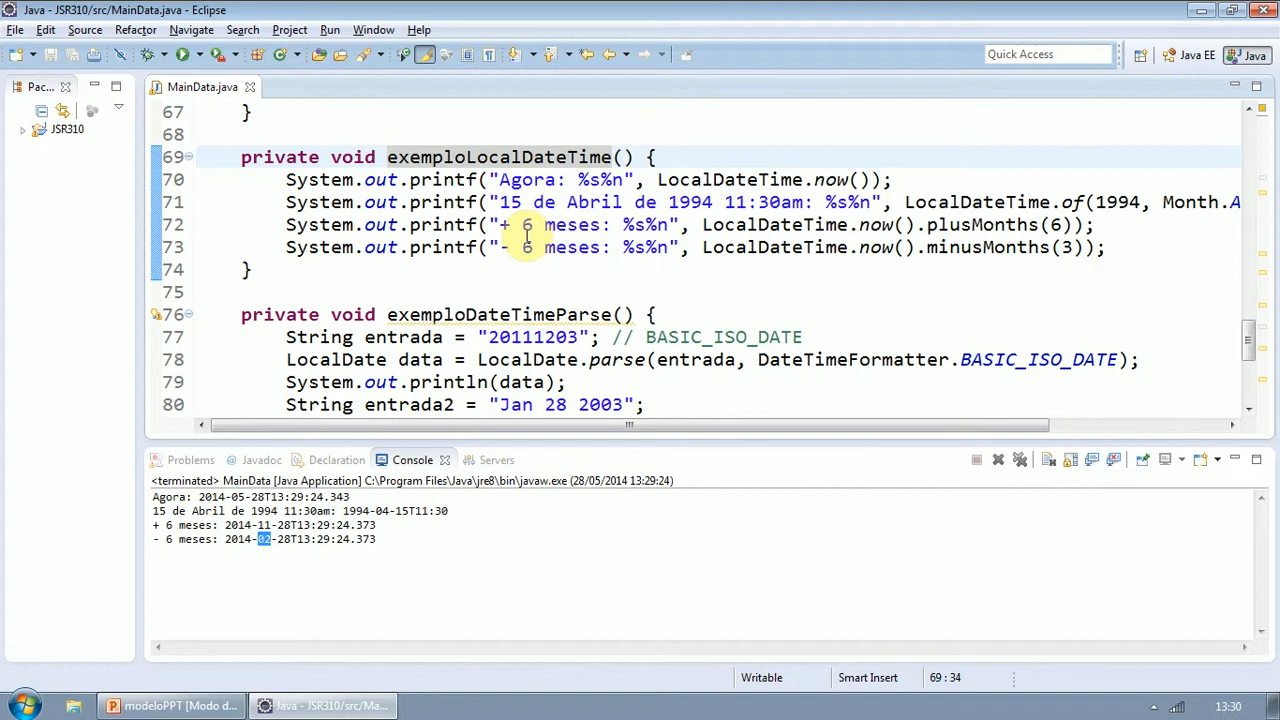 Java - JSR310/src/MainData.java - Eclipse
File Edit Source Refactor Navigate Search Project Run Window Help
Quick Access
Java EE
Java
Pac...
MainData.java
JSR310
67 }
68
69 private void exemploLocalDateTime() {
70 System.out.printf("Agora: %s%n", LocalDateTime.now());
71 System.out.printf("15 de Abril de 1994 11:30am: %s%n", LocalDateTime.of(1994, Month.A
72 System.out.printf("+ 6 meses: %s%n", LocalDateTime.now().plusMonths(6));
73 System.out.printf("- 6 meses: %s%n", LocalDateTime.now().minusMonths(3));
74 }
75
76 private void exemploDateTimeParse() {
77 String entrada = "20111203"; // BASIC_ISO_DATE
78 LocalDate data = LocalDate.parse(entrada, DateTimeFormatter.BASIC_ISO_DATE);
79 System.out.println(data);
80 String entrada2 = "Jan 28 2003";
Problems Javadoc Declaration Console Servers
<terminated> MainData [Java Application] C:\Program Files\Java\jre8\bin\javaw.exe (28/05/2014 13:29:24)
Agora: 2014-05-28T13:29:24.343
15 de Abril de 1994 11:30am: 1994-04-15T11:30
+ 6 meses: 2014-11-28T13:29:24.373
- 6 meses: 2014-02-28T13:29:24.373
Writable Smart Insert 69 : 34
modeloPPT [Modo d...
Java - JSR310/src/Ma...
13:30